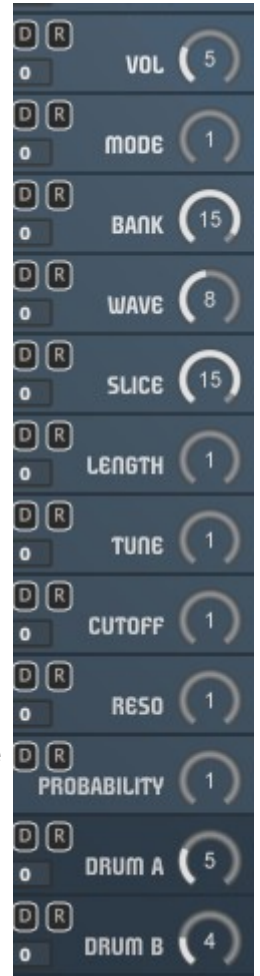 D R
0 VOL 5
D R
0 MODE 1
D R
0 BANK 15
D R
0 WAVE 8
D R
0 SLICE 15
D R
0 LENGTH 1
D R
0 TUNE 1
D R
0 CUTOFF 1
D R
0 RESO 1
D R
PROBABILITY 1
D R
0 DRUM A 5
D R
0 DRUM B 4